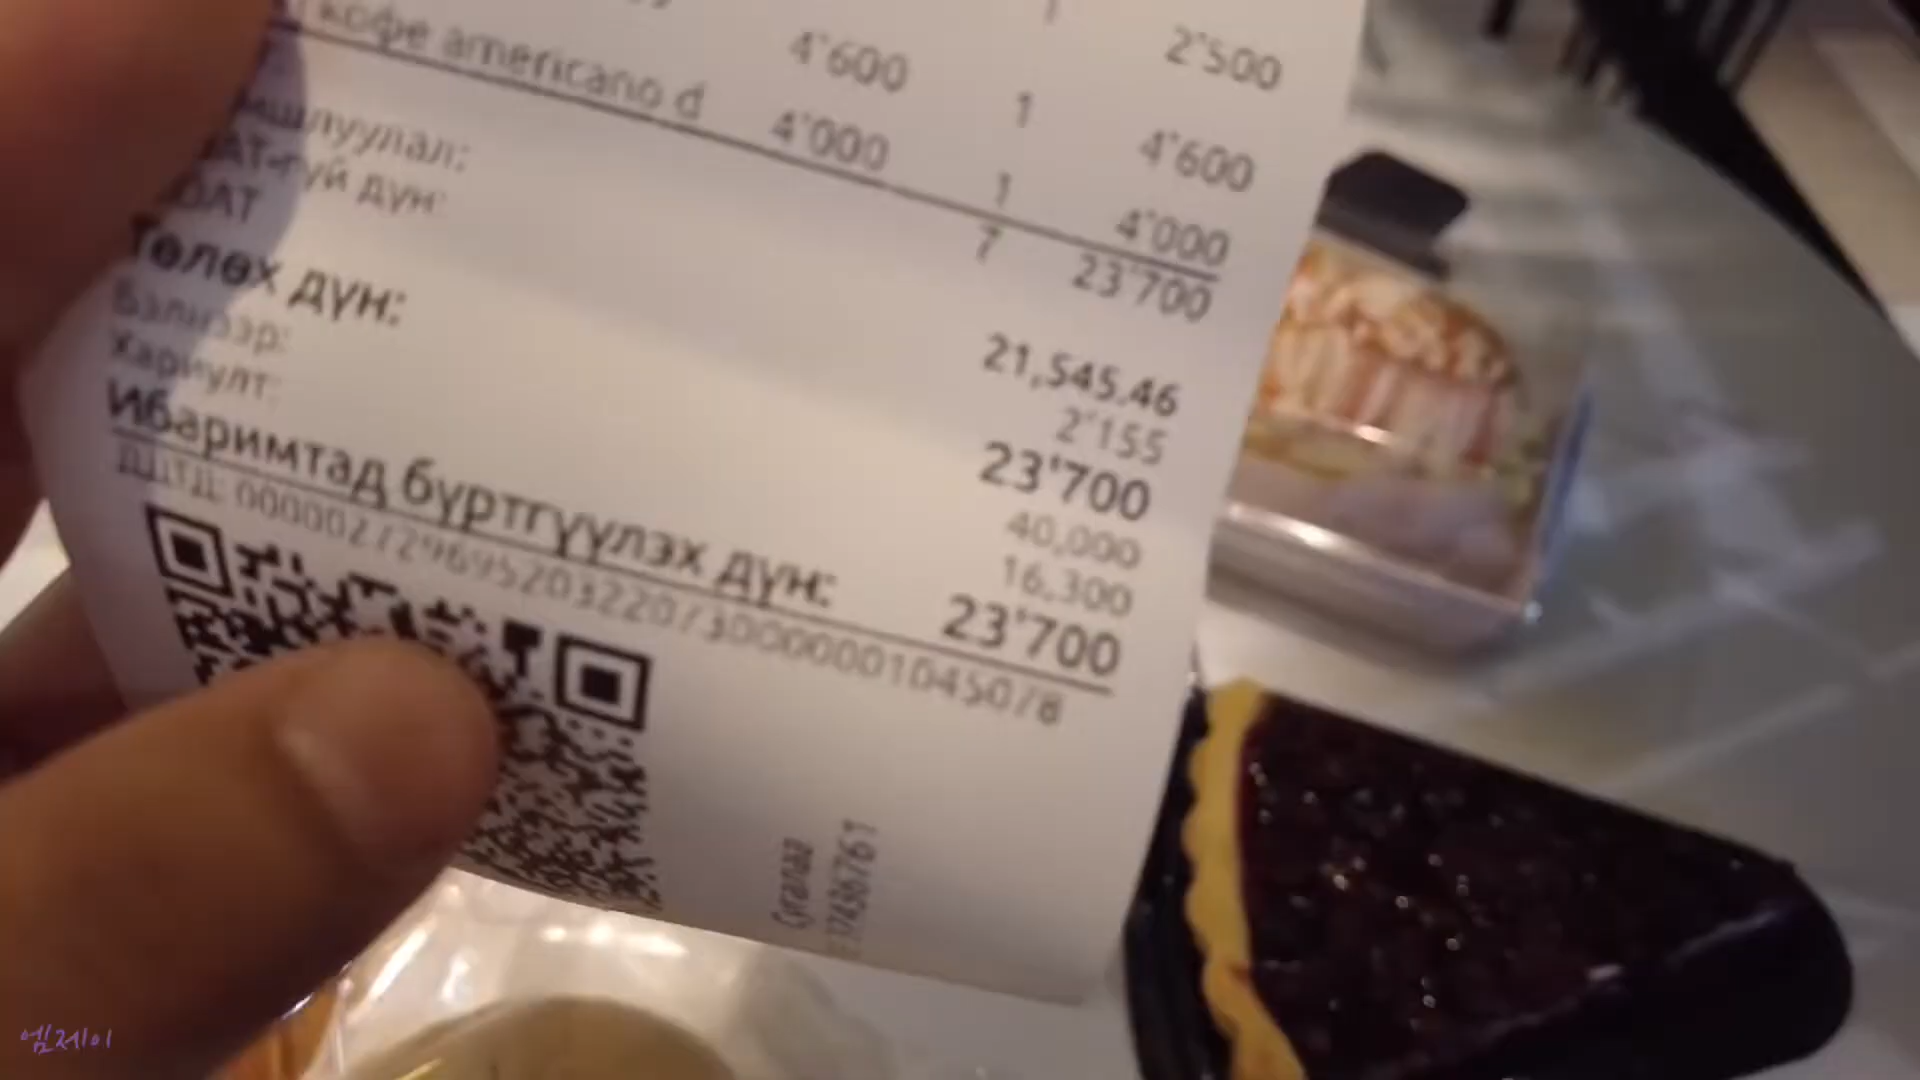 2'500
4'600 1 4'600
кофе americano d 4'000 1 4'000
7 23'700
дүн: 21,545.46
2'155
Төлөх дүн: 23'700
40,000
Хариулт: 16,300
Ибаримтад бүртгүүлэх дүн: 23'700
엠제이